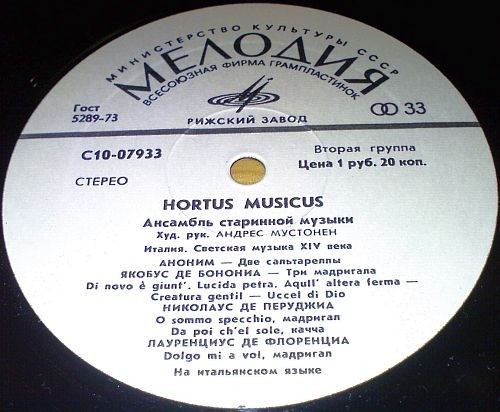 МИНИСТЕРСТВО КУЛЬТУРЫ СССР
МЕЛОДИЯ
ВСЕСОЮЗНАЯ ФИРМА ГРАМПЛАСТИНОК
Гост
5289-73
33
РИЖСКИЙ ЗАВОД
С10-07933
Вторая группа
Цена 1 руб. 20 коп.
СТЕРЕО
HORTUS MUSICUS
Ансамбль старинной музыки
Худ. рук. АНДРЕС МУСТОНЕН
Италия. Светская музыка XIV века
АНОНИМ — Две сальтареллы
ЯКОБУС ДЕ БОНОНИА — Три мадригала
Di novo è giunt'. Lucida petra. Aqull' altera ferma —
Creatura gentil — Uccel di Dio
НИКОЛАУС ДЕ ПЕРУДЖИА
O sommo specchio, мадригал
Da poi ch'el sole, качча
ЛАУРЕНЦИУС ДЕ ФЛОРЕНЦИА
Dolgo mi a voi, мадригал
На итальянском языке